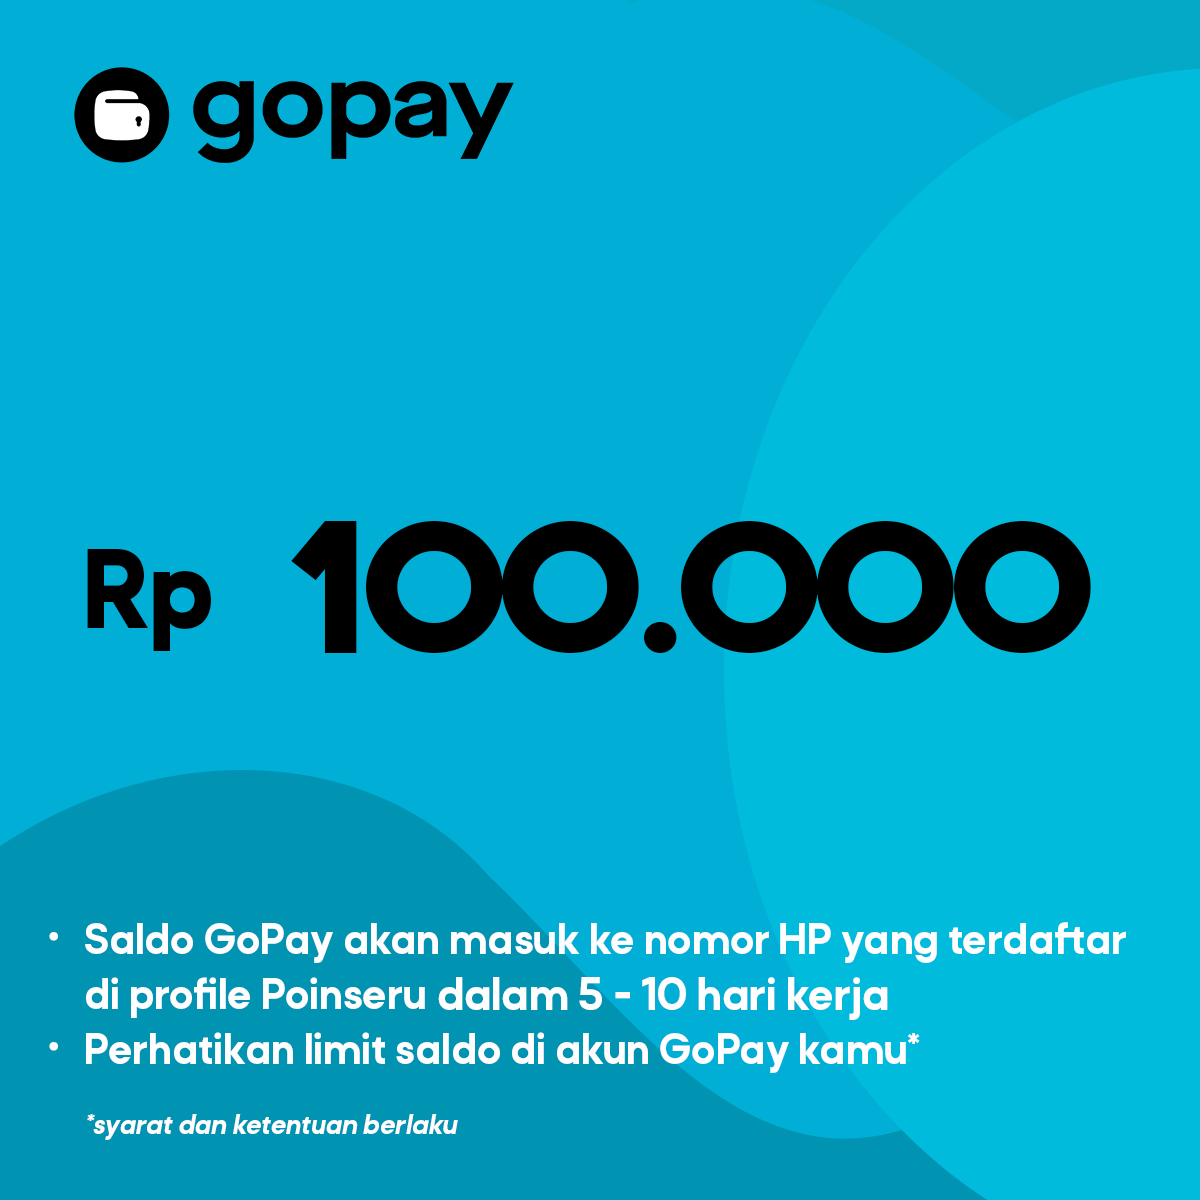 gopay
Rp 100.000
• Saldo GoPay akan masuk ke nomor HP yang terdaftar
di profile Poinseru dalam 5 - 10 hari kerja
• Perhatikan limit saldo di akun GoPay kamu*
*syarat dan ketentuan berlaku